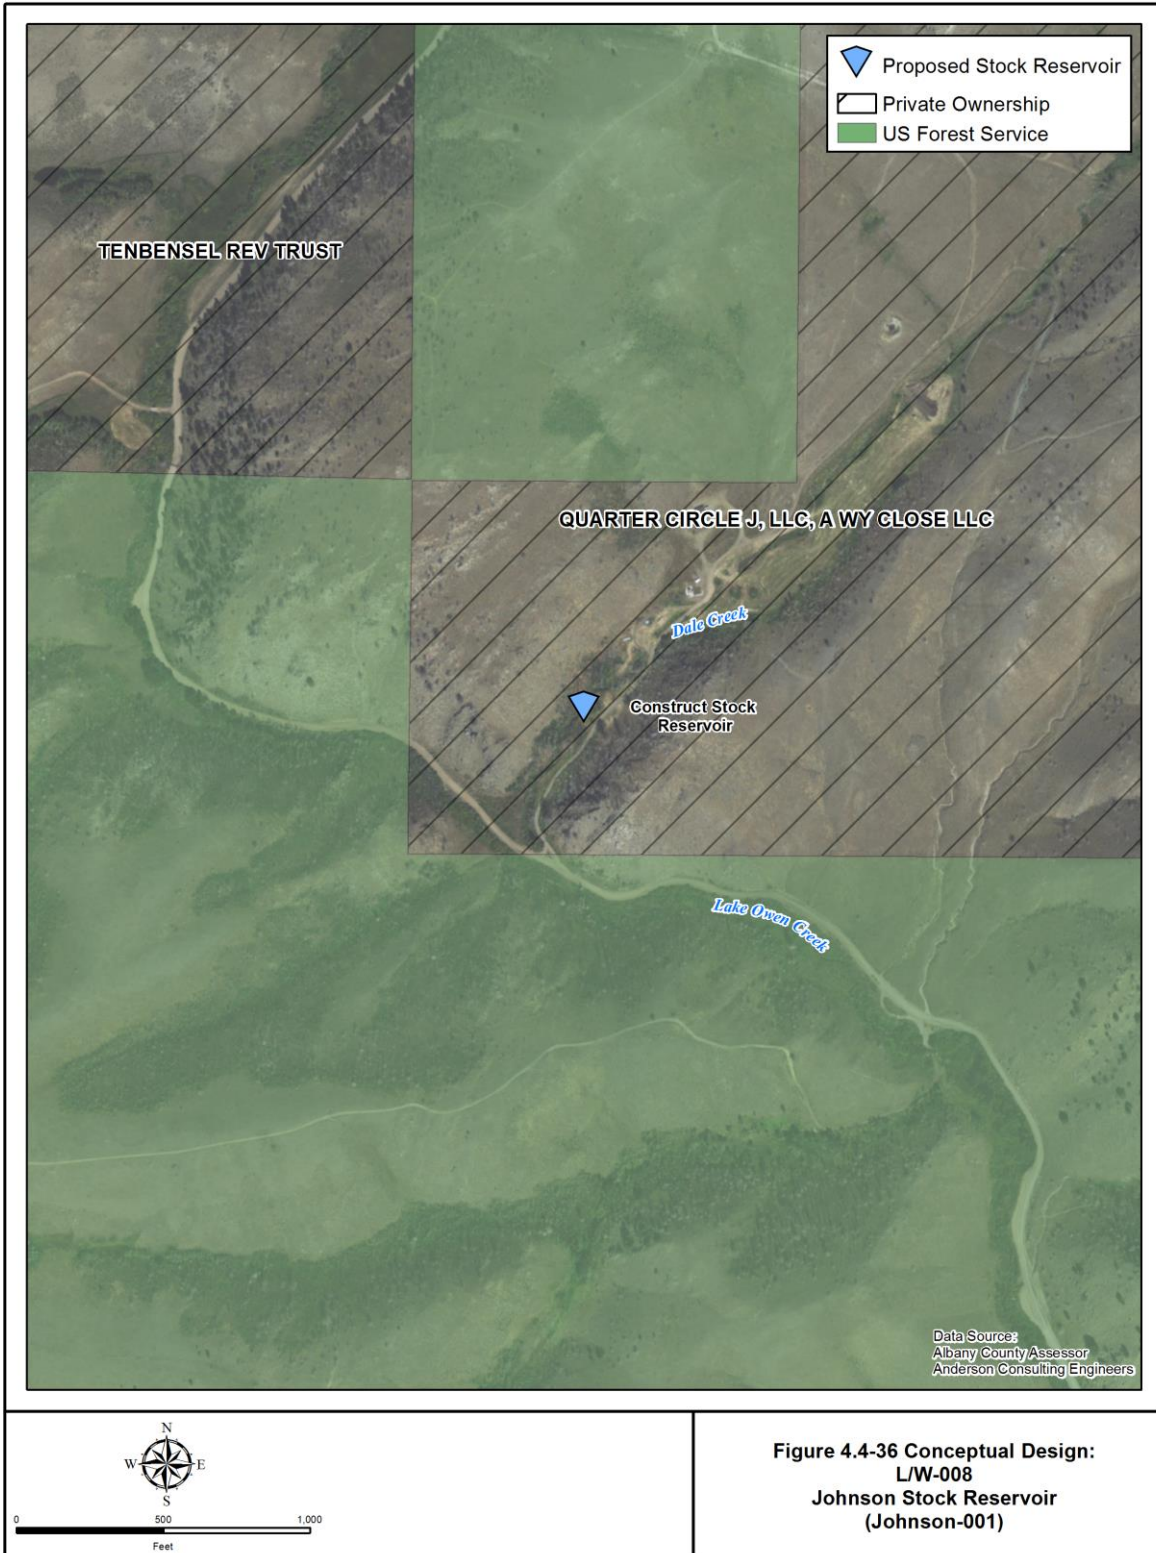 Proposed Stock Reservoir
Private Ownership
US Forest Service
TENBENSEL REV TRUST
QUARTER CIRCLE J, LLC, A WY CLOSE LLC
Dale Creek
Construct Stock
Reservoir
Lake Owen Creek
Data Source:
Albany County Assessor
Anderson Consulting Engineers
N
W E
S
0 500 1,000
Feet
Figure 4.4-36 Conceptual Design:
L/W-008
Johnson Stock Reservoir
(Johnson-001)